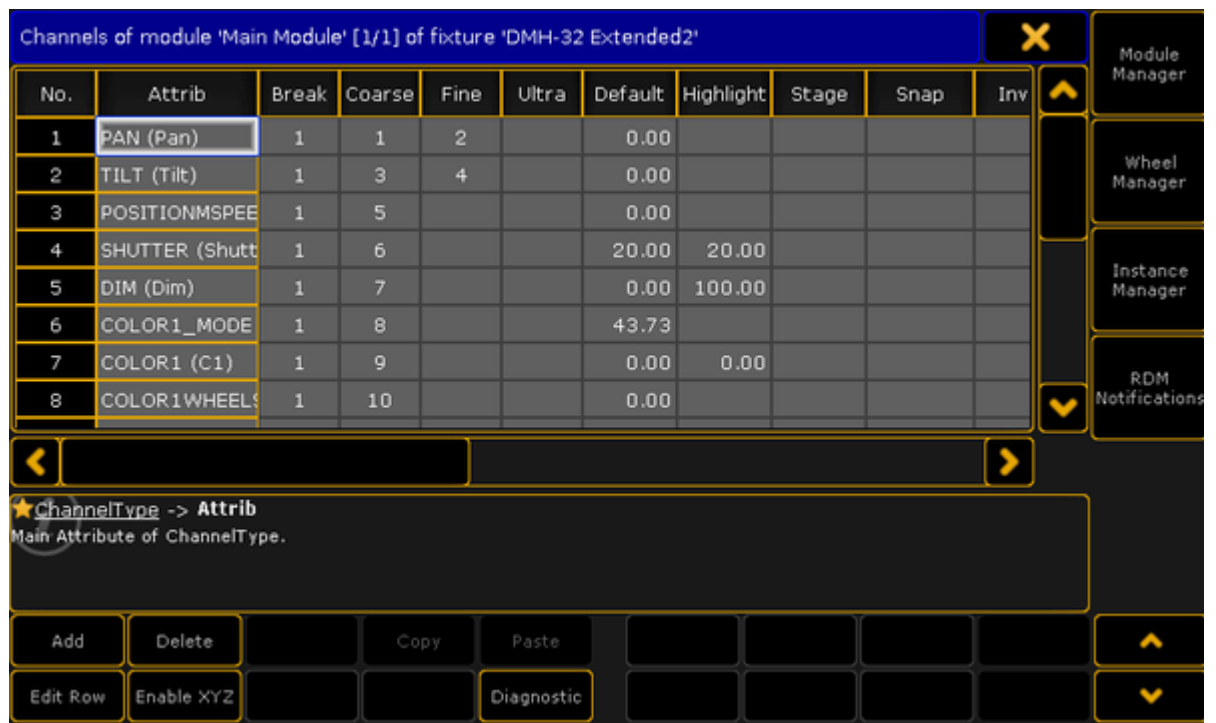 Channels of module 'Main Module' [1/1] of fixture 'DMH-32 Extended2'
Module
Manager
No. Attrib Break Coarse Fine Ultra Default Highlight Stage Snap Inv
1 PAN (Pan) 1 1 2 0.00
2 TILT (Tilt) 1 3 4 0.00
3 POSITIONMSPEE 1 5 0.00
4 SHUTTER (Shutt 1 6 20.00 20.00
5 DIM (Dim) 1 7 0.00 100.00
6 COLOR1_MODE 1 8 43.73
7 COLOR1 (C1) 1 9 0.00 0.00
8 COLOR1WHEELS 1 10 0.00
Wheel
Manager
Instance
Manager
RDM
Notifications
ChannelType -> Attrib
Main Attribute of ChannelType.
Add Delete Copy Paste
Edit Row Enable XYZ Diagnostic